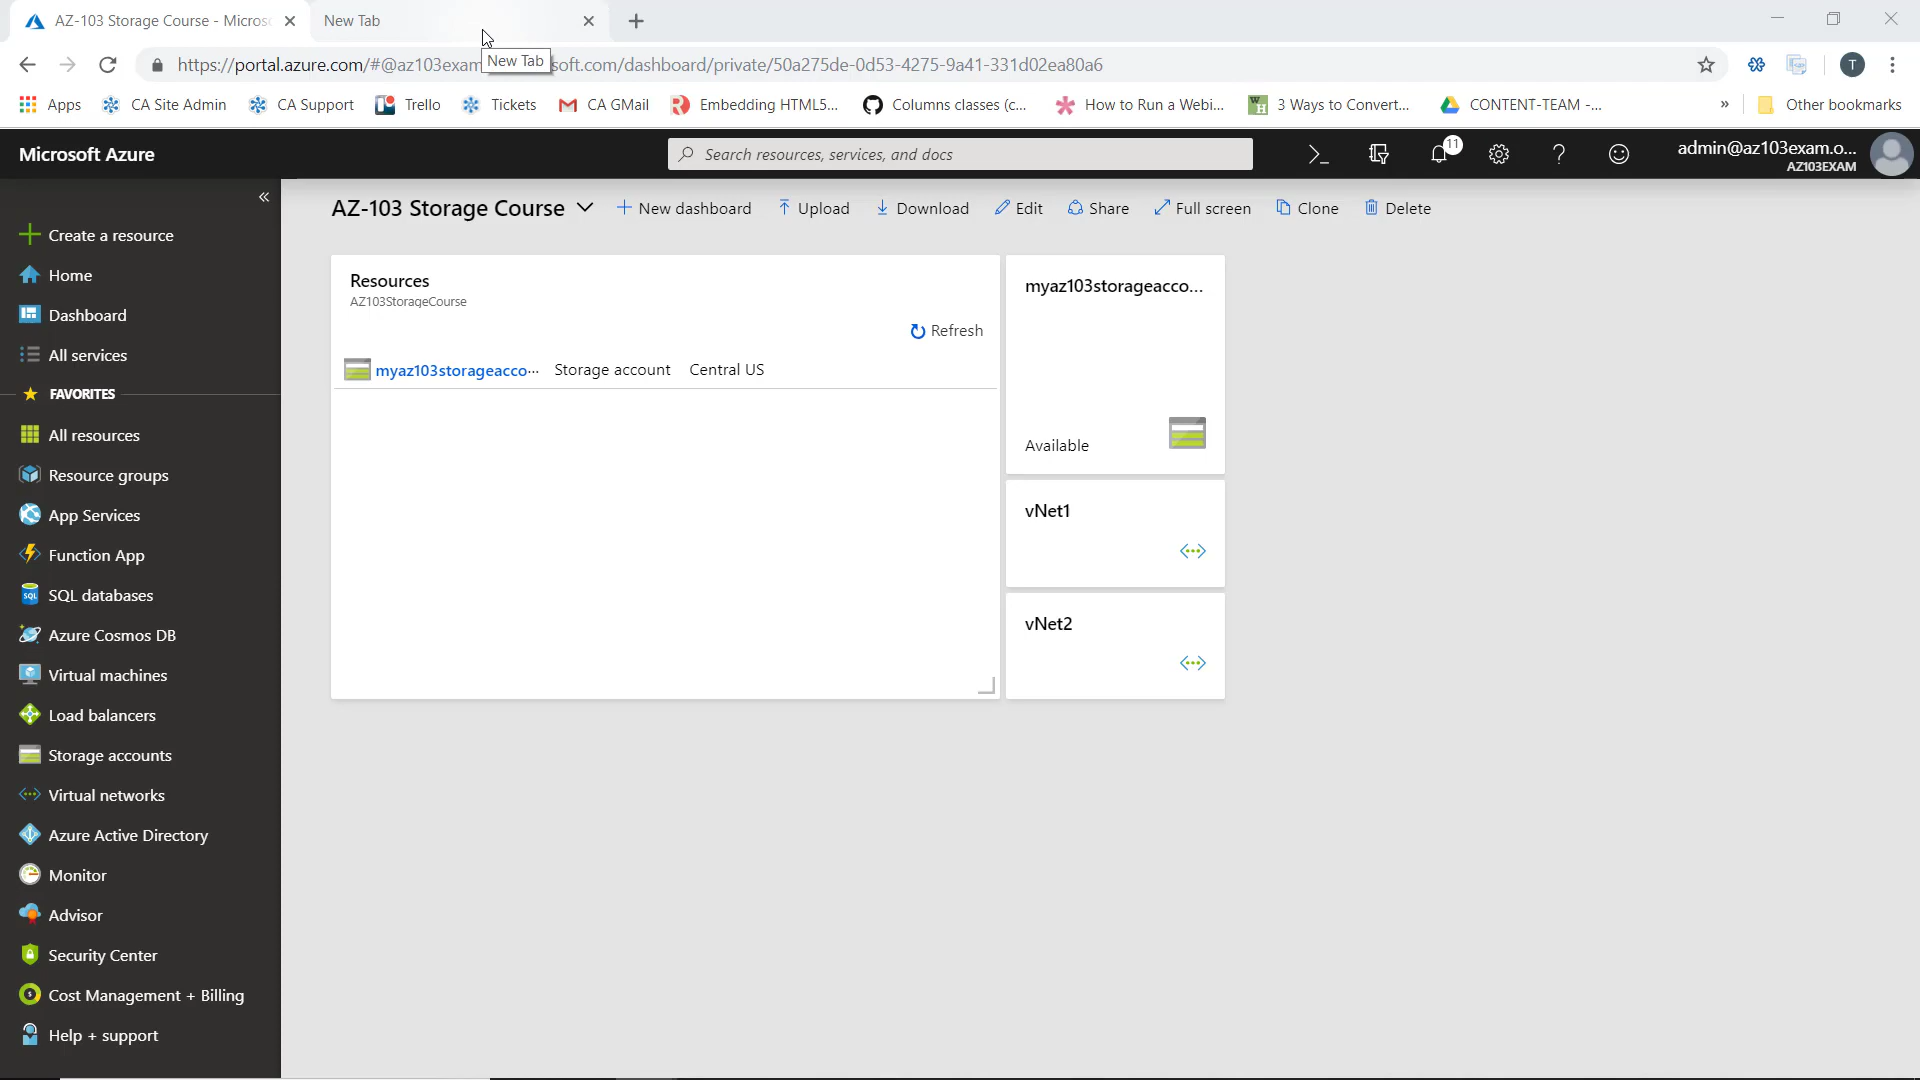 AZ-103 Storage Course - Micros
New Tab
New Tab
https://portal.azure.com/#@az103exam
soft.com/dashboard/private/50a275de-0d53-4275-9a41-331d02ea80a6
T
Apps
CA Site Admin
CA Support
Trello
Tickets
CA GMail
Embedding HTML5...
Columns classes (c...
How to Run a Webi...
3 Ways to Convert...
CONTENT-TEAM -...
»
Other bookmarks
Microsoft Azure
Search resources, services, and docs
11
admin@az103exam.o...
AZ103EXAM
AZ-103 Storage Course
New dashboard
Upload
Download
Edit
Share
Full screen
Clone
Delete
Create a resource
Home
Dashboard
All services
FAVORITES
All resources
Resource groups
App Services
Function App
SQL databases
Azure Cosmos DB
Virtual machines
Load balancers
Storage accounts
Virtual networks
Azure Active Directory
Monitor
Advisor
Security Center
Cost Management + Billing
Help + support
Resources
AZ103StorageCourse
Refresh
myaz103storageacco... Storage account Central US
myaz103storageacco...
Available
vNet1
vNet2